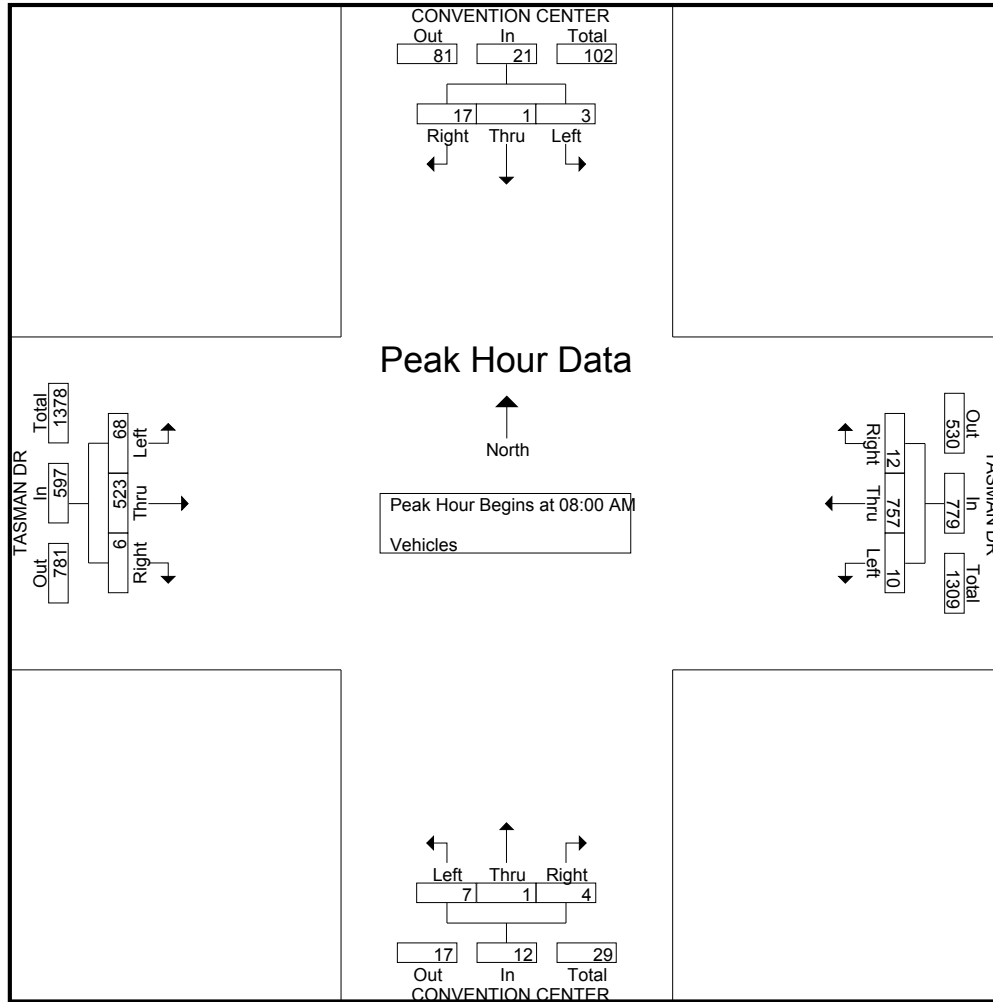 CONVENTION CENTER
Out In Total
81 21 102
17 1 3
Right Thru Left
Peak Hour Data
North
Peak Hour Begins at 08:00 AM
Vehicles
TASMAN DR
Out In Total
781 597 1378
6 523 68
Right Thru Left
TASMAN DR
Out In Total
530 779 1309
12 757 10
Right Thru Left
Left Thru Right
7 1 4
17 12 29
Out In Total
CONVENTION CENTER